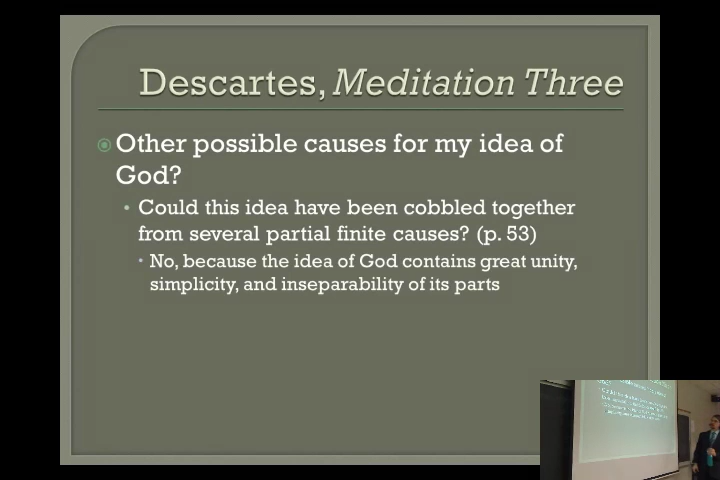 Descartes, Meditation Three
Other possible causes for my idea of
God?
Could this idea have been cobbled together
from several partial finite causes? (p. 53)
No, because the idea of God contains great unity,
simplicity, and inseparability of its parts